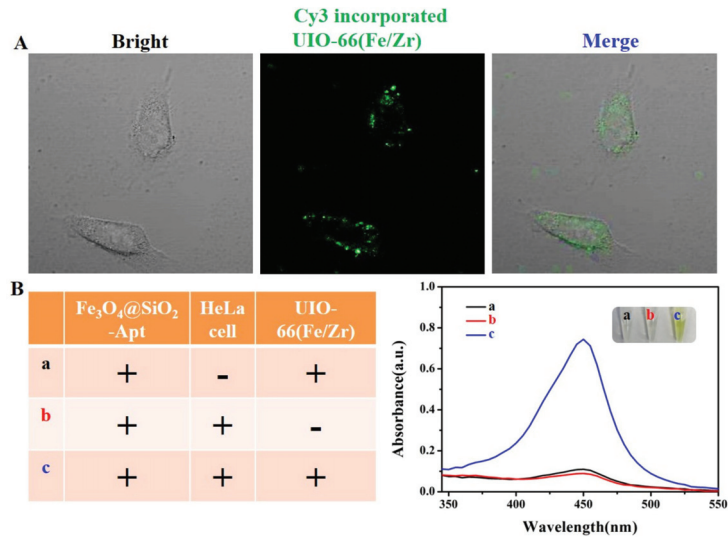 A
Bright
Cy3 incorporated
UIO-66(Fe/Zr)
Merge
B
Fe₃O₄@SiO₂
-Apt
HeLa
cell
UIO-
66(Fe/Zr)
a + - +
b + + -
c + + +
Absorbance(a.u.)
1.0
0.8
0.6
0.4
0.2
0.0
a
b
c
a b c
350 400 450 500 550
Wavelength(nm)